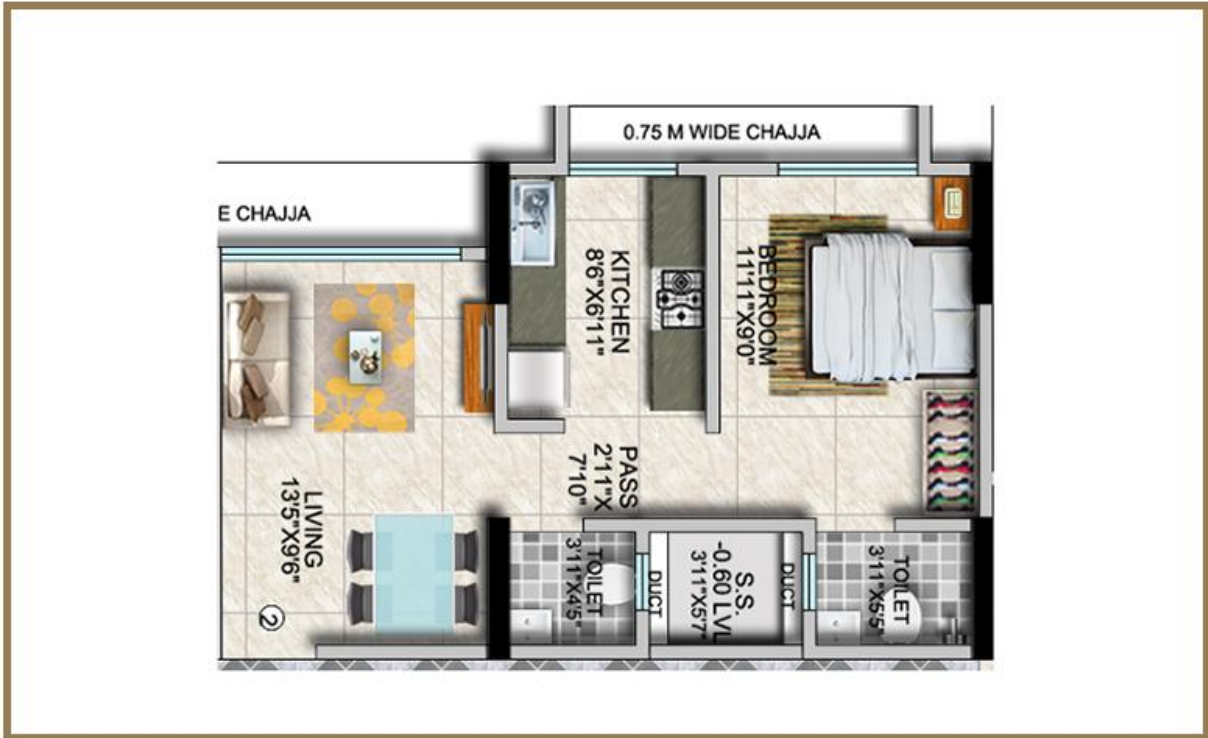 0.75 M WIDE CHAJJA
E CHAJJA
KITCHEN
8'6"X6'11"
BEDROOM
11'11"X9'0"
LIVING
13'5"X9'6"
PASS
2'11"X
7'10"
TOILET
3'11"X4'5"
DUCT
S.S.
-0.60 LVL
3'11"X5'7"
DUCT
TOILET
3'11"X5'5"
2